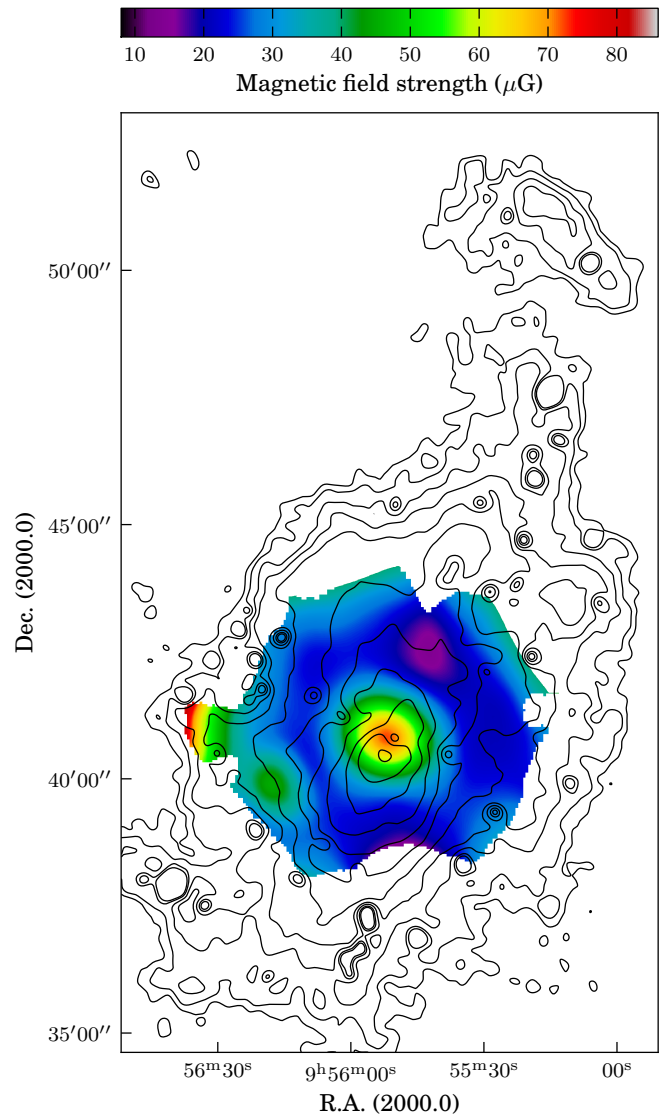 10 20 30 40 50 60 70 80
Magnetic field strength (μG)
50′00″
45′00″
40′00″
35′00″
Dec. (2000.0)
56ᵐ30ˢ 9ʰ56ᵐ00ˢ 55ᵐ30ˢ 00ˢ
R.A. (2000.0)